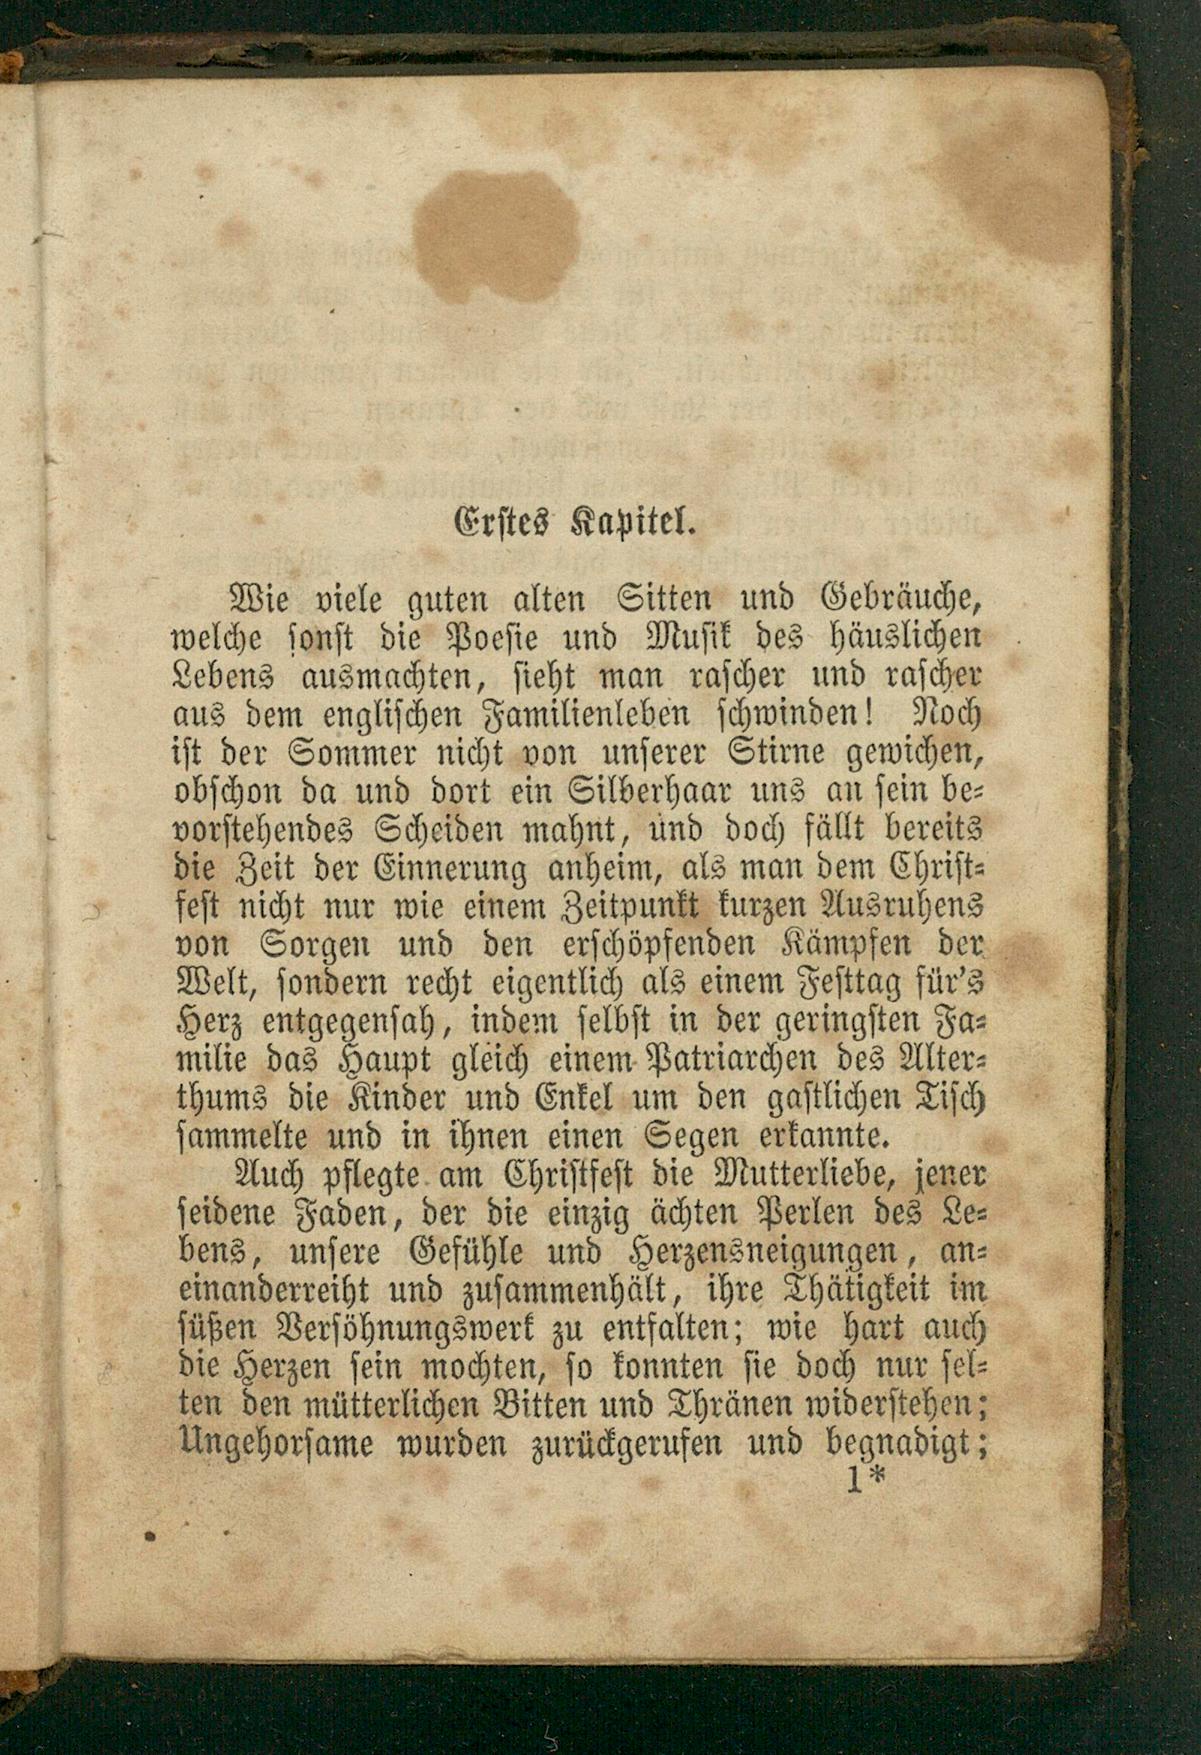 Erstes Kapitel.
Wie viele guten alten Sitten und Gebräuche,
welche sonst die Poesie und Musik des häuslichen
Lebens ausmachten, sieht man rascher und rascher
aus dem englischen Familienleben schwinden! Noch
ist der Sommer nicht von unserer Stirne gewichen,
obschon da und dort ein Silberhaar uns an sein be-
vorstehendes Scheiden mahnt, und doch fällt bereits
die Zeit der Einnerung anheim, als man dem Christ-
fest nicht nur wie einem Zeitpunkt kurzen Ausruhens
von Sorgen und den erschöpfenden Kämpfen der
Welt, sondern recht eigentlich als einem Festtag für's
Herz entgegensah, indem selbst in der geringsten Fa-
milie das Haupt gleich einem Patriarchen des Alter-
thums die Kinder und Enkel um den gastlichen Tisch
sammelte und in ihnen einen Segen erkannte.
Auch pflegte am Christfest die Mutterliebe, jener
seidene Faden, der die einzig ächten Perlen des Le-
bens, unsere Gefühle und Herzensneigungen, an-
einanderreiht und zusammenhält, ihre Thätigkeit im
süßen Versöhnungswerk zu entfalten; wie hart auch
die Herzen sein mochten, so konnten sie doch nur sel-
ten den mütterlichen Bitten und Thränen widerstehen;
Ungehorsame wurden zurückgerufen und begnadigt;
1*